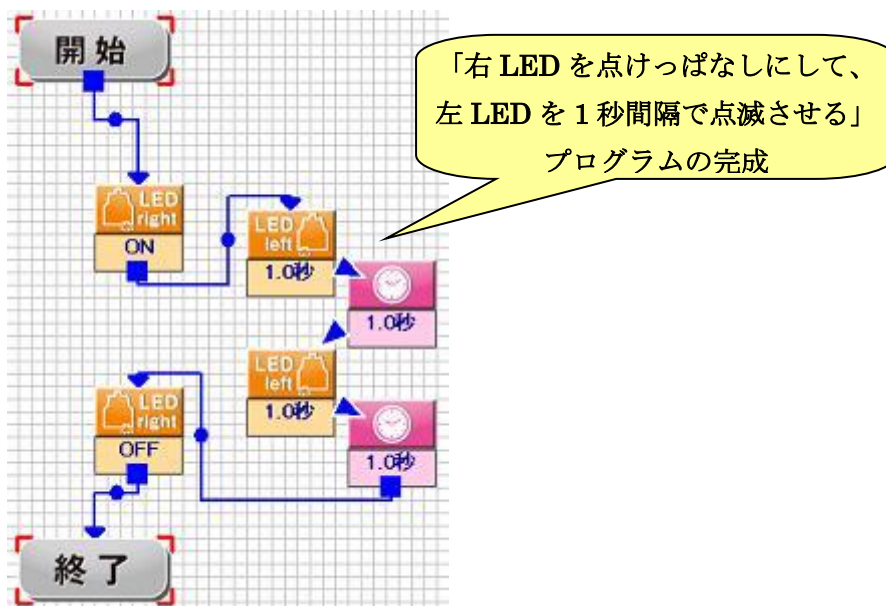 開始
「右 LED を点けっぱなしにして、
左 LED を 1 秒間隔で点滅させる」
プログラムの完成
LED
right
ON
LED
left
1.0秒
1.0秒
LED
left
1.0秒
1.0秒
LED
right
OFF
終了